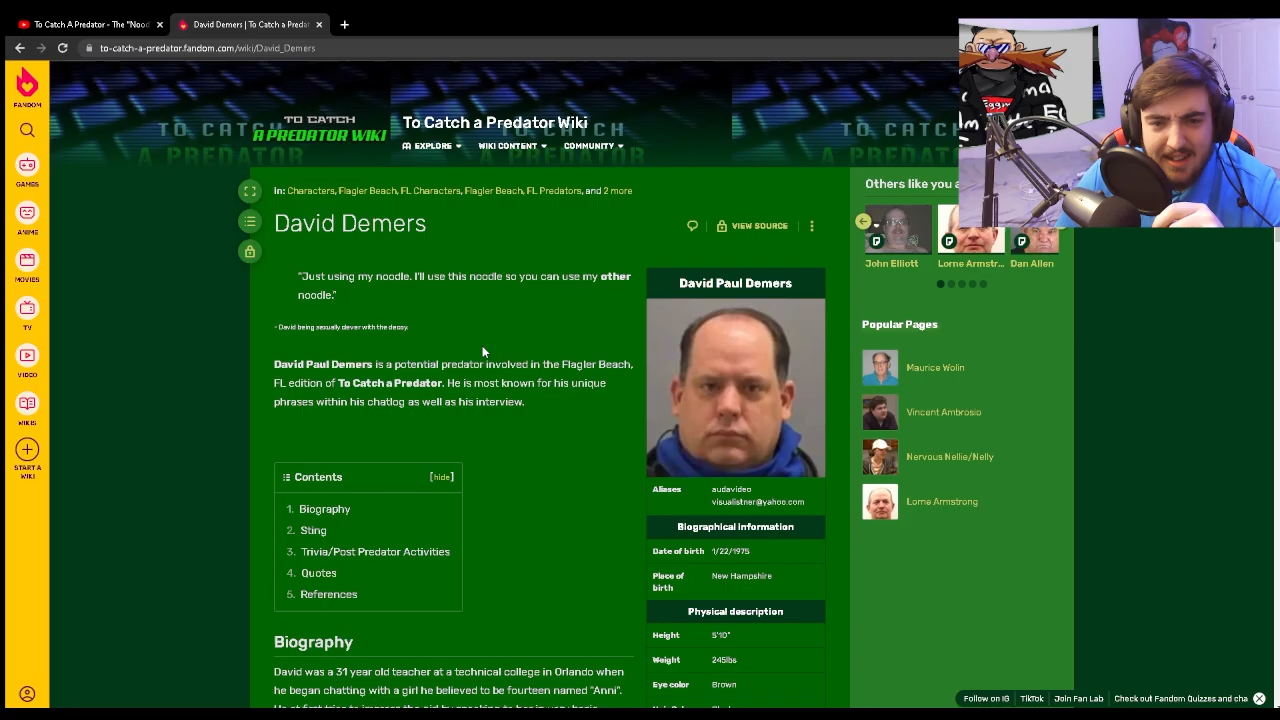 To Catch A Predator - The "Nood
David Demers | To Catch a Predat
to-catch-a-predator.fandom.com/wiki/David_Demers
FANDOM
GAMES
ANIME
MOVIES
TV
VIDEO
WIKIS
START A
WIKI
TO CATCH
A PREDATOR WIKI
To Catch a Predator Wiki
EXPLORE
WIKI CONTENT
COMMUNITY
In: Characters, Flagler Beach, FL Characters, Flagler Beach, FL Predators, and 2 more
David Demers
VIEW SOURCE
"Just using my noodle. I'll use this noodle so you can use my other
noodle."
- David being sexually clever with the decoy.
David Paul Demers is a potential predator involved in the Flagler Beach,
FL edition of To Catch a Predator. He is most known for his unique
phrases within his chatlog as well as his interview.
Contents [hide]
1. Biography
2. Sting
3. Trivia/Post Predator Activities
4. Quotes
5. References
Biography
David was a 31 year old teacher at a technical college in Orlando when
he began chatting with a girl he believed to be fourteen named "Anni".
David Paul Demers
Aliases audavideo
visualistner@yahoo.com
Biographical information
Date of birth 1/22/1975
Place of birth New Hampshire
Physical description
Height 5'10"
Weight 245lbs
Eye color Brown
Others like you a
John Elliott
Lorne Armstr...
Dan Allen
Popular Pages
Maurice Wolin
Vincent Ambrosio
Nervous Nellie/Nelly
Lorne Armstrong
Follow on IG
TikTok
Join Fan Lab
Check out Fandom Quizzes and cha